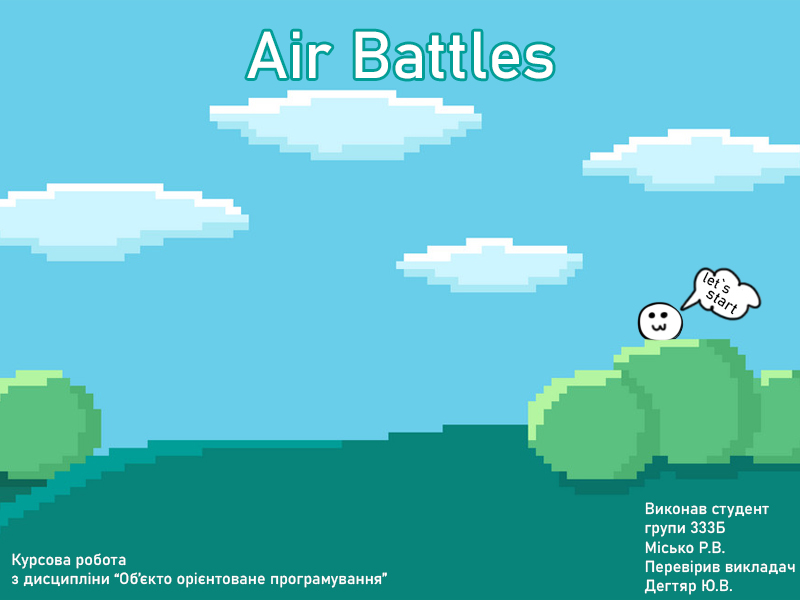 Air Battles
let`s
start
Виконав студент
групи 333Б
Місько Р.В.
Перевірив викладач
Дегтяр Ю.В.
Курсова робота
з дисципліни “Об’єкто орієнтоване програмування”